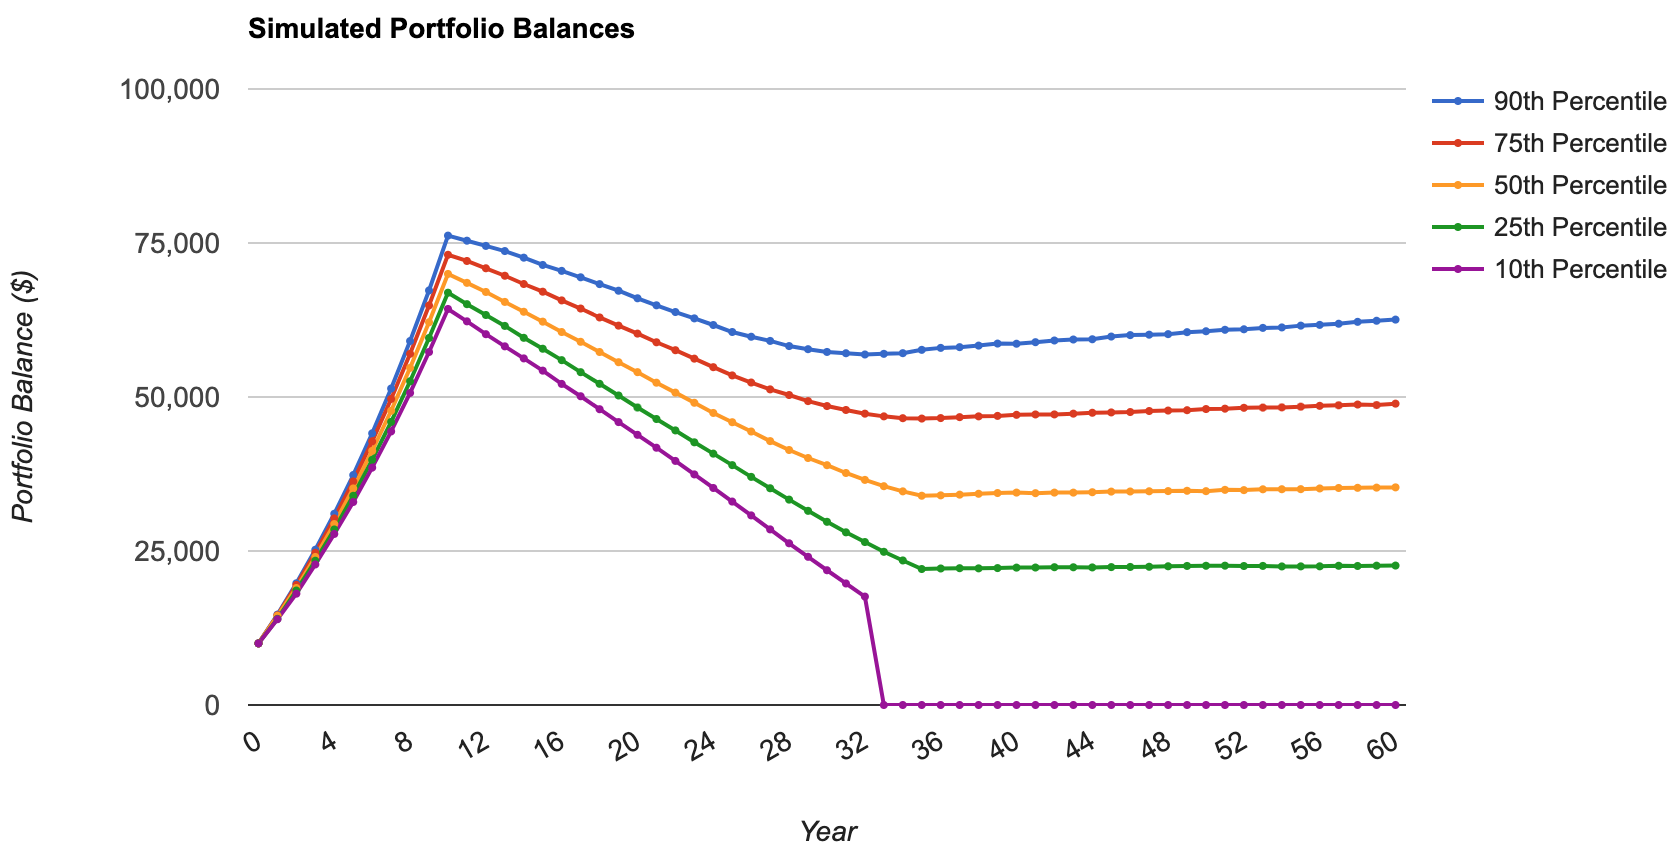 Simulated Portfolio Balances
100,000
75,000
50,000
25,000
0
Portfolio Balance ($)
0 4 8 12 16 20 24 28 32 36 40 44 48 52 56 60
Year
90th Percentile
75th Percentile
50th Percentile
25th Percentile
10th Percentile